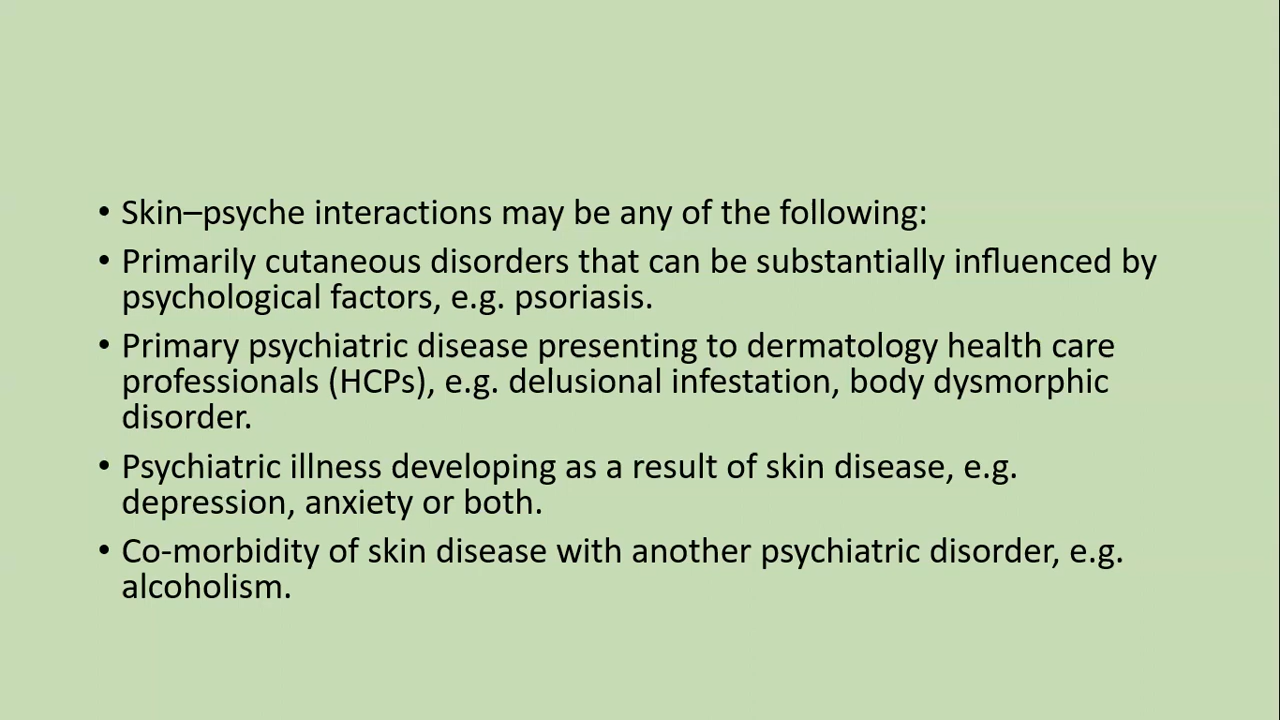 • Skin–psyche interactions may be any of the following:
• Primarily cutaneous disorders that can be substantially influenced by
psychological factors, e.g. psoriasis.
• Primary psychiatric disease presenting to dermatology health care
professionals (HCPs), e.g. delusional infestation, body dysmorphic
disorder.
• Psychiatric illness developing as a result of skin disease, e.g.
depression, anxiety or both.
• Co-morbidity of skin disease with another psychiatric disorder, e.g.
alcoholism.